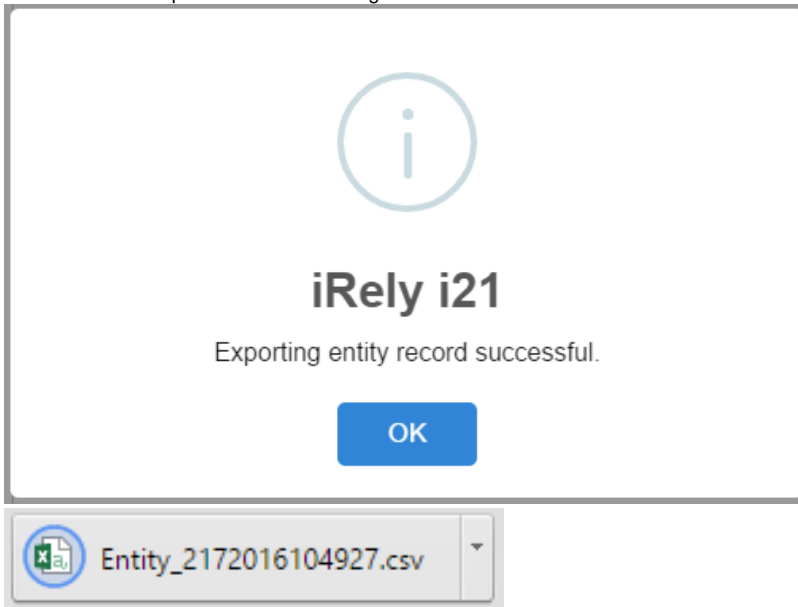 iRely i21
Exporting entity record successful.
OK
Entity_2172016104927.csv